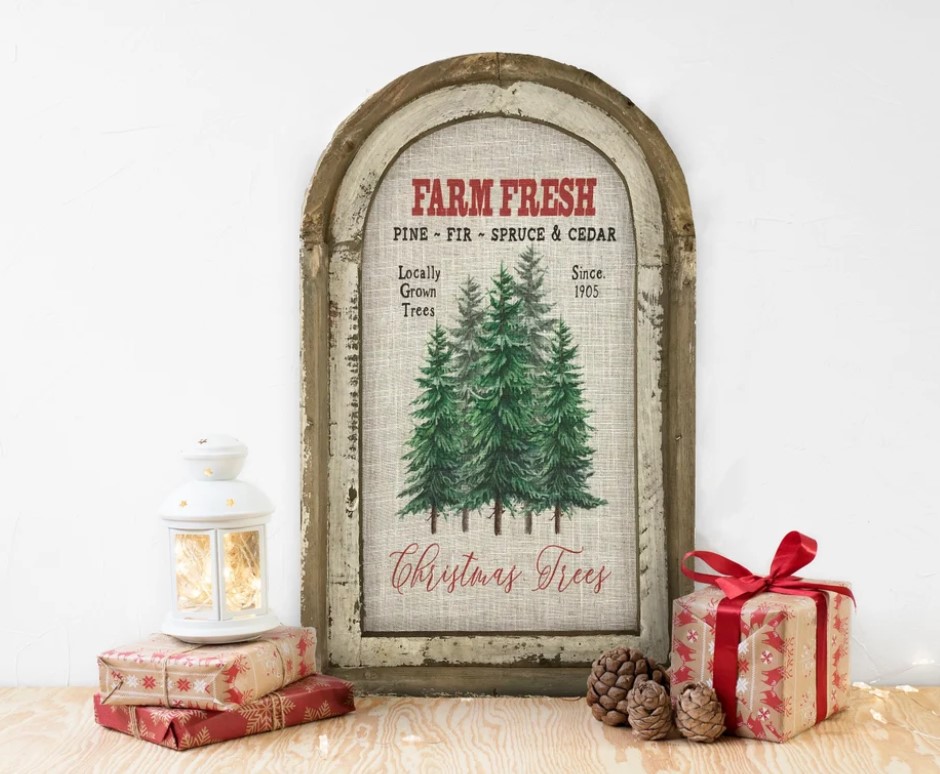 FARM FRESH
PINE ~ FIR ~ SPRUCE & CEDAR
Locally
Grown
Trees
Since.
1905
Christmas Trees